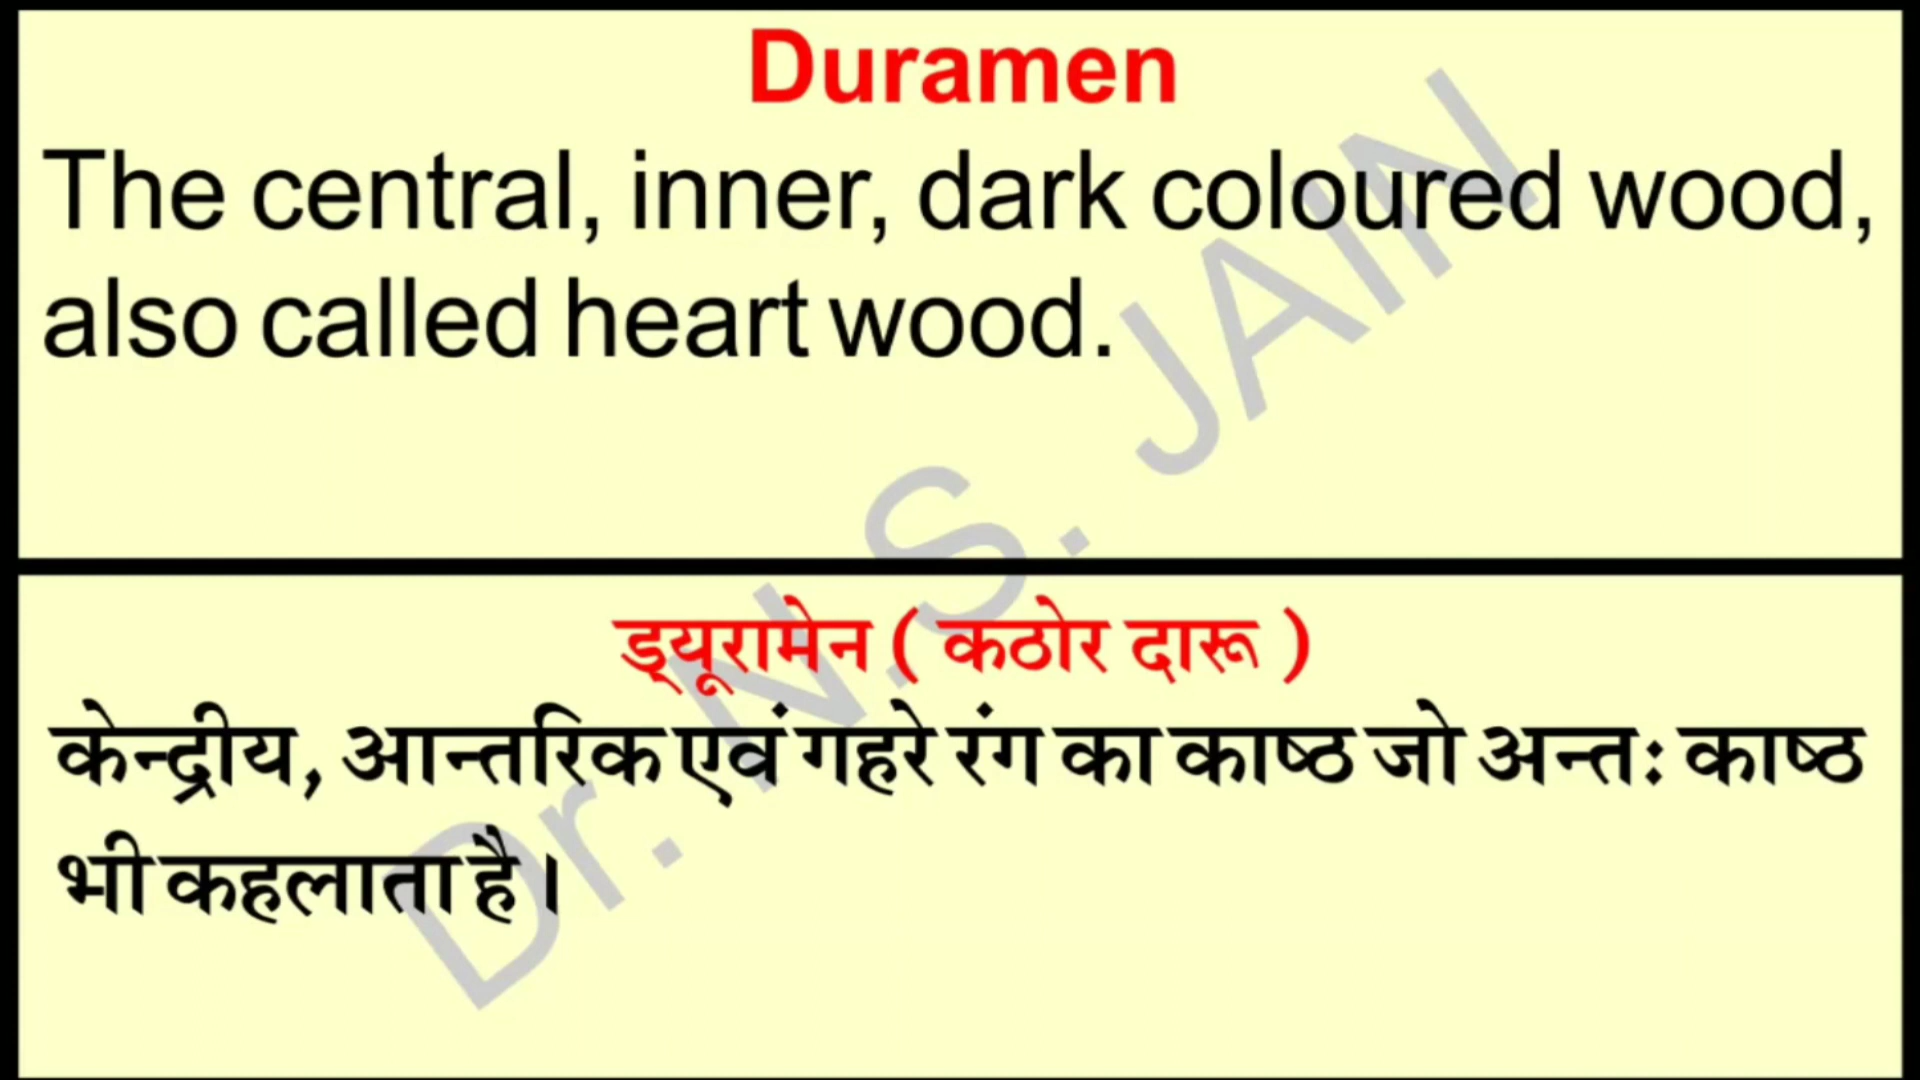 Duramen
The central, inner, dark coloured wood,
also called heart wood.
ड्यूरामेन ( कठोर दारू )
केन्द्रीय, आन्तरिक एवं गहरे रंग का काष्ठ जो अन्तः काष्ठ
भी कहलाता है।
Dr. N.S. JAIN